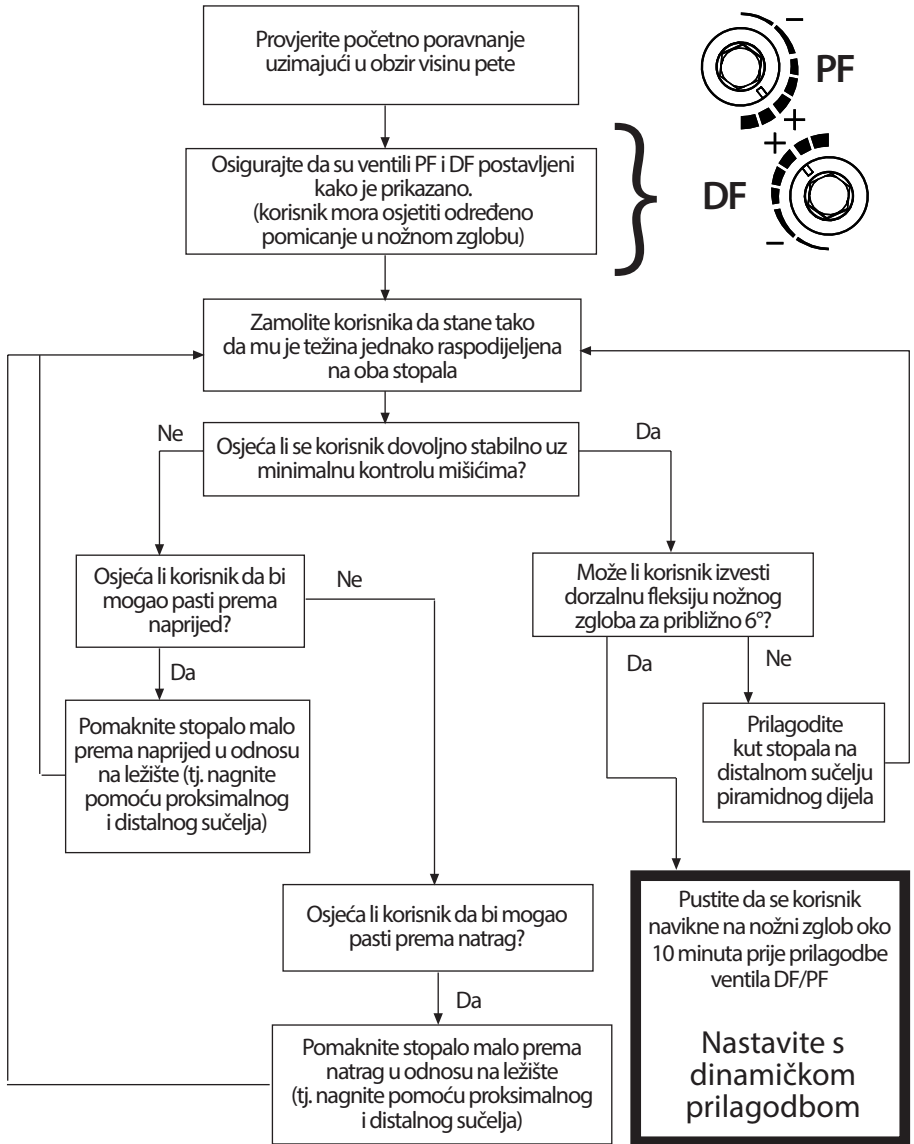 Provjerite početno poravnanje
uzimajući u obzir visinu pete
PF
Osigurajte da su ventili PF i DF postavljeni
kako je prikazano.
(korisnik mora osjetiti određeno
pomicanje u nožnom zglobu)
DF
Zamolite korisnika da stane tako
da mu je težina jednako raspodijeljena
na oba stopala
Ne
Osjeća li se korisnik dovoljno stabilno uz
minimalnu kontrolu mišićima?
Da
Osjeća li korisnik da bi
mogao pasti prema
naprijed?
Ne
Može li korisnik izvesti
dorzalnu fleksiju nožnog
zgloba za približno 6°?
Da
Da
Ne
Pomaknite stopalo malo
prema naprijed u odnosu
na ležište (tj. nagnite
pomoću proksimalnog
i distalnog sučelja)
Prilagodite
kut stopala na
distalnom sučelju
piramidnog dijela
Osjeća li korisnik da bi mogao
pasti prema natrag?
Da
Pomaknite stopalo malo prema
natrag u odnosu na ležište
(tj. nagnite pomoću proksimalnog
i distalnog sučelja)
Pustite da se korisnik
navikne na nožni zglob oko
10 minuta prije prilagodbe
ventila DF/PF
Nastavite s
dinamičkom
prilagodbom